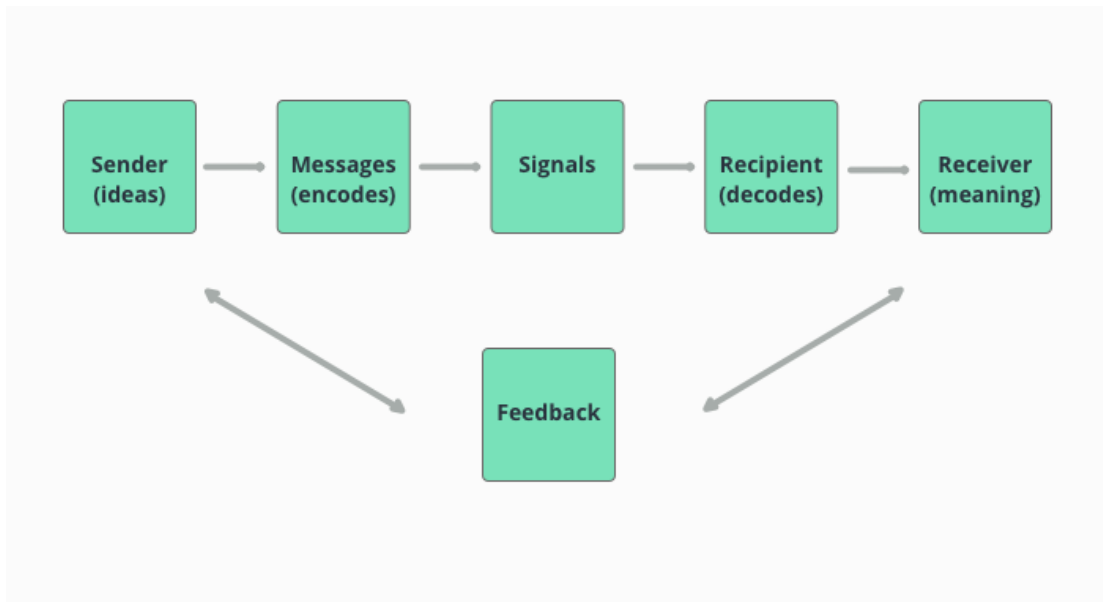 Sender
(ideas)
Messages
(encodes)
Signals
Recipient
(decodes)
Receiver
(meaning)
Feedback